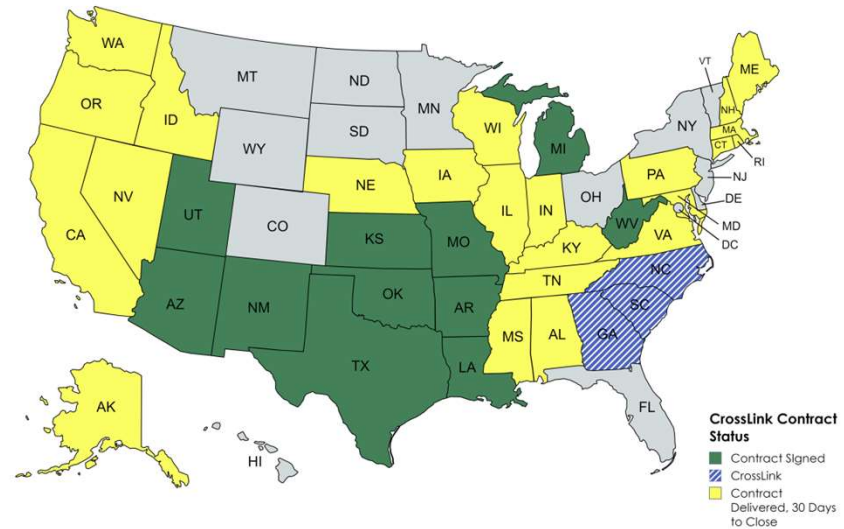 WA
MT
ND
MN
VT
ME
OR
ID
WY
SD
WI
MI
NY
NH
MA
CT
RI
NV
UT
CO
NE
IA
IL
IN
OH
PA
NJ
DE
MD
DC
CA
KS
MO
KY
WV
VA
AZ
NM
OK
AR
TN
NC
SC
TX
LA
MS
AL
GA
FL
AK
HI
CrossLink Contract
Status
Contract SIgned
CrossLink
Contract
Delivered, 30 Days
to Close